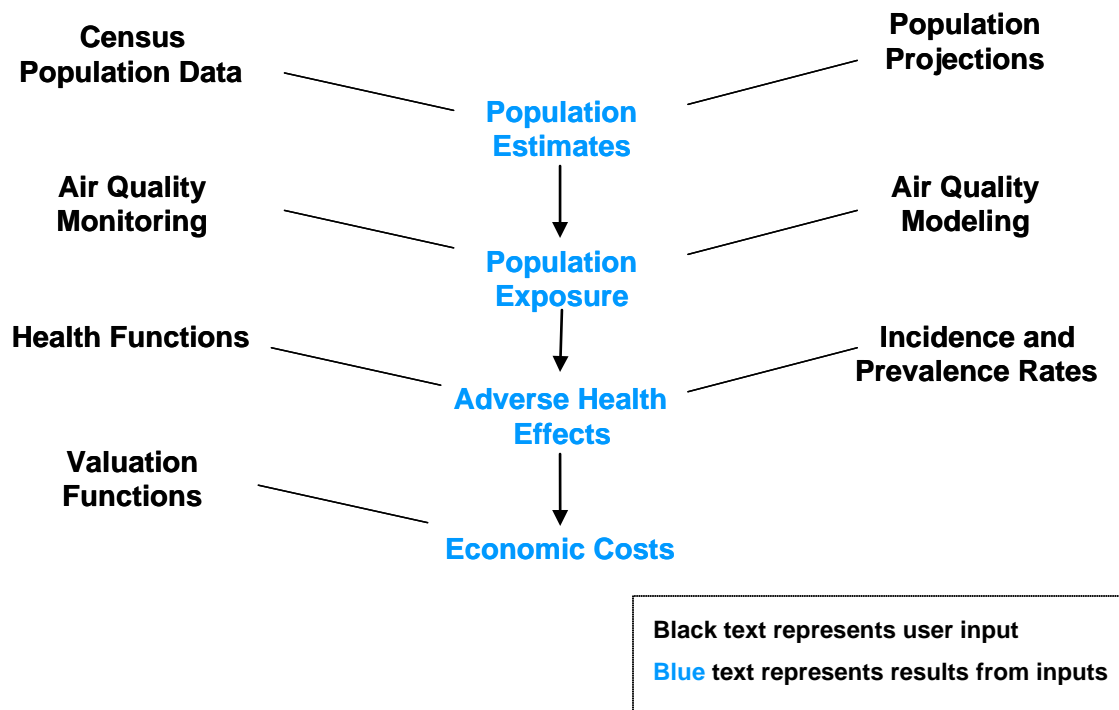 Census
Population Data
Population
Projections
Population
Estimates
Air Quality
Monitoring
Air Quality
Modeling
Population
Exposure
Health Functions
Incidence and
Prevalence Rates
Adverse Health
Effects
Valuation
Functions
Economic Costs
Black text represents user input
Blue text represents results from inputs